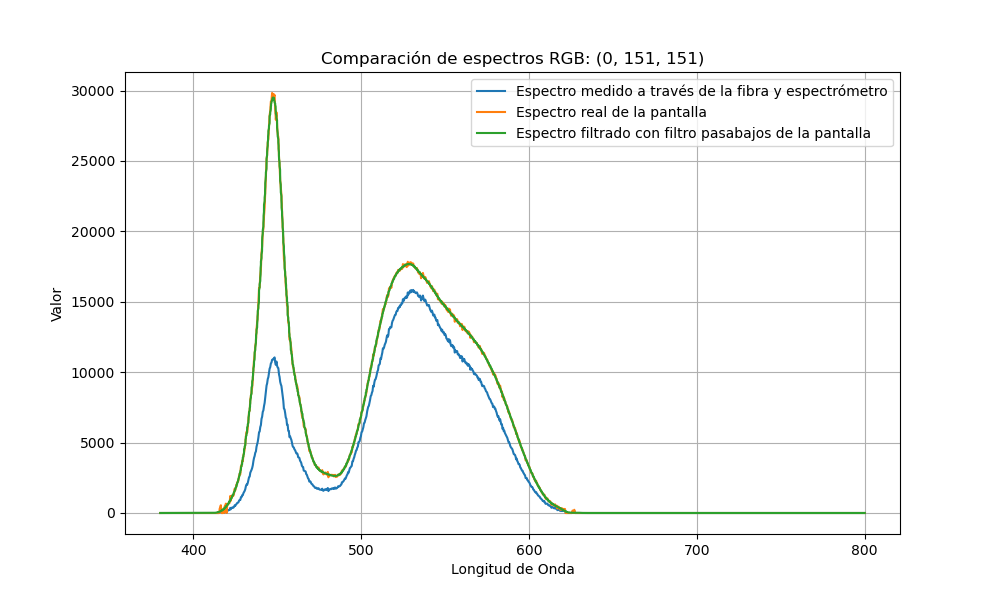 Comparación de espectros RGB: (0, 151, 151)
Espectro medido a través de la fibra y espectrómetro
Espectro real de la pantalla
Espectro filtrado con filtro pasabajos de la pantalla
Valor
30000
25000
20000
15000
10000
5000
0
400
500
600
700
800
Longitud de Onda